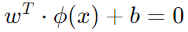 w^T · ϕ(x) + b = 0